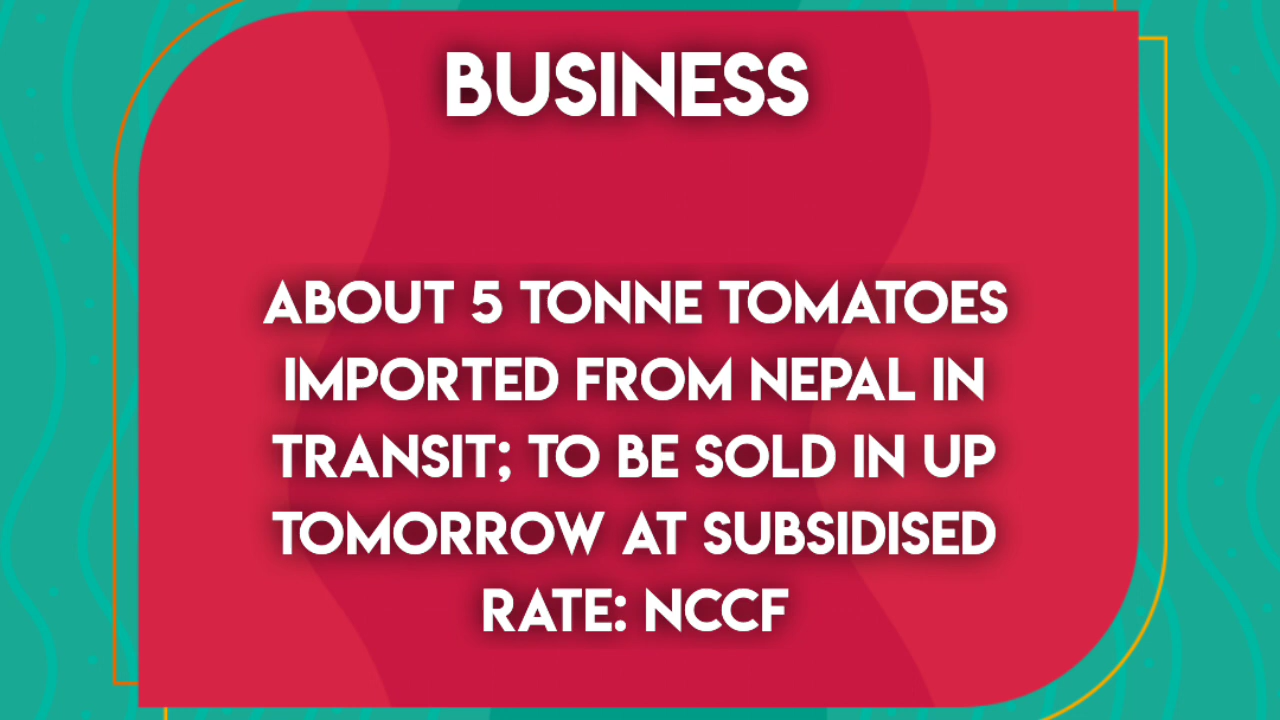 BUSINESS
ABOUT 5 TONNE TOMATOES
IMPORTED FROM NEPAL IN
TRANSIT; TO BE SOLD IN UP
TOMORROW AT SUBSIDISED
RATE: NCCF